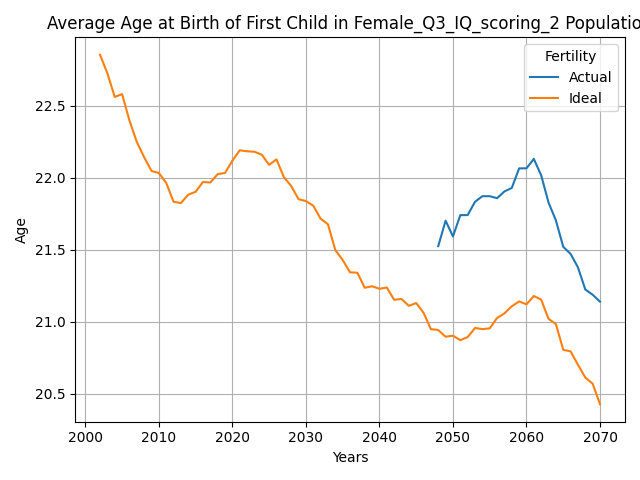 Average Age at Birth of First Child in Female_Q3_IQ_scoring_2 Populatio
Fertility
Actual
Ideal
22.5
22.0
21.5
21.0
20.5
Age
2000
2010
2020
2030
2040
2050
2060
2070
Years